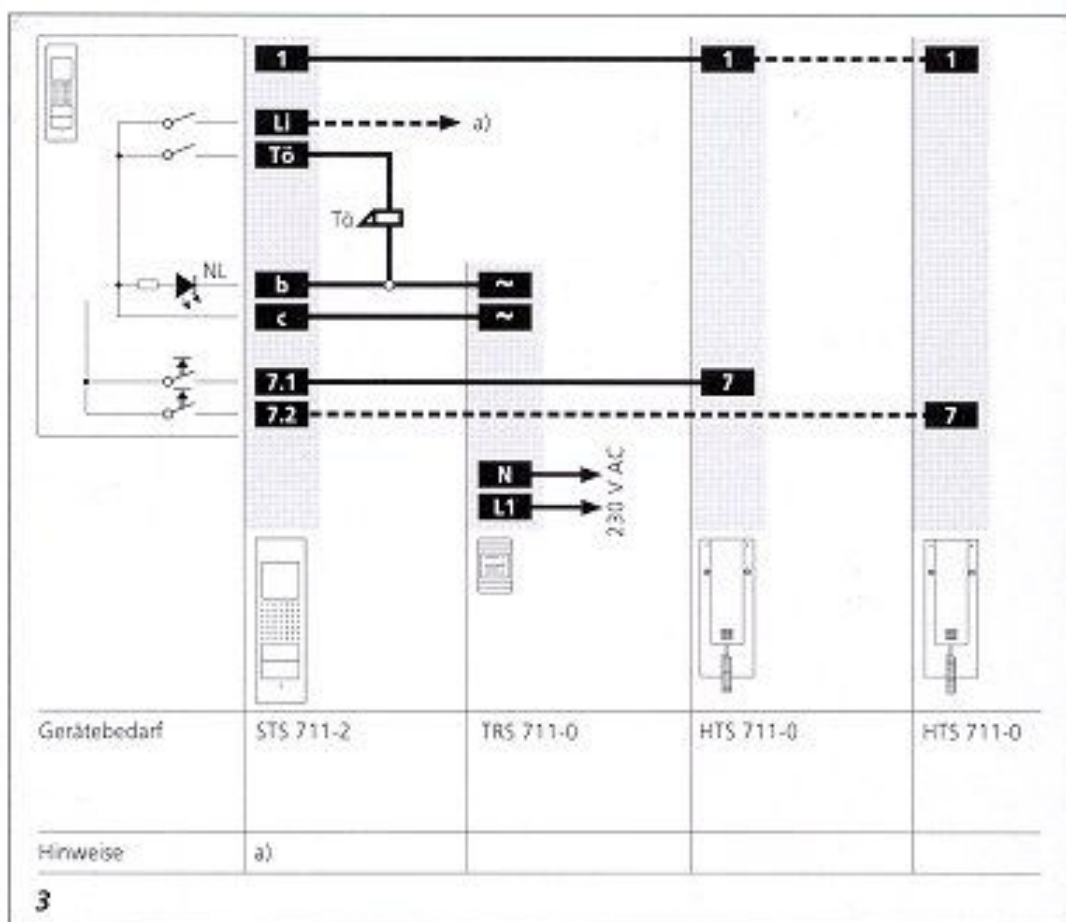 1 1 1
Li a)
Tö
Tö
NL
b ~
c ~
7.1 7
7.2 7
N
L1
230 V AC
Gerätebedarf STS 711-2 TRS 711-0 HTS 711-0 HTS 711-0
Hinweise a)
3